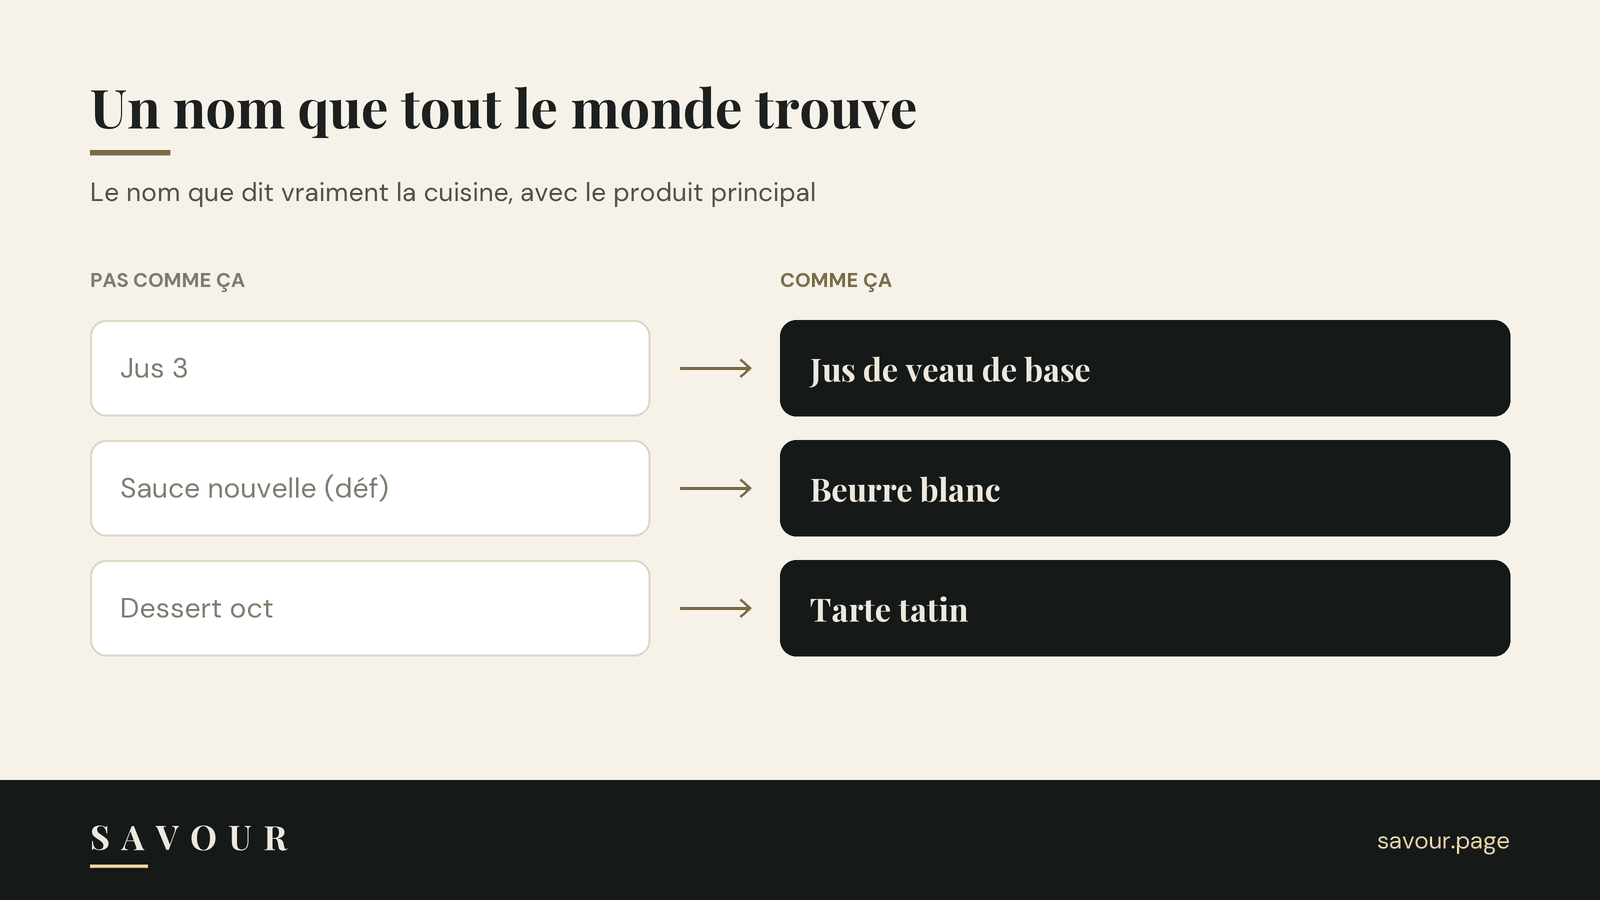 Un nom que tout le monde trouve
Le nom que dit vraiment la cuisine, avec le produit principal
PAS COMME ÇA
COMME ÇA
Jus 3
Jus de veau de base
Sauce nouvelle (déf)
Beurre blanc
Dessert oct
Tarte tatin
SAVOUR
savour.page